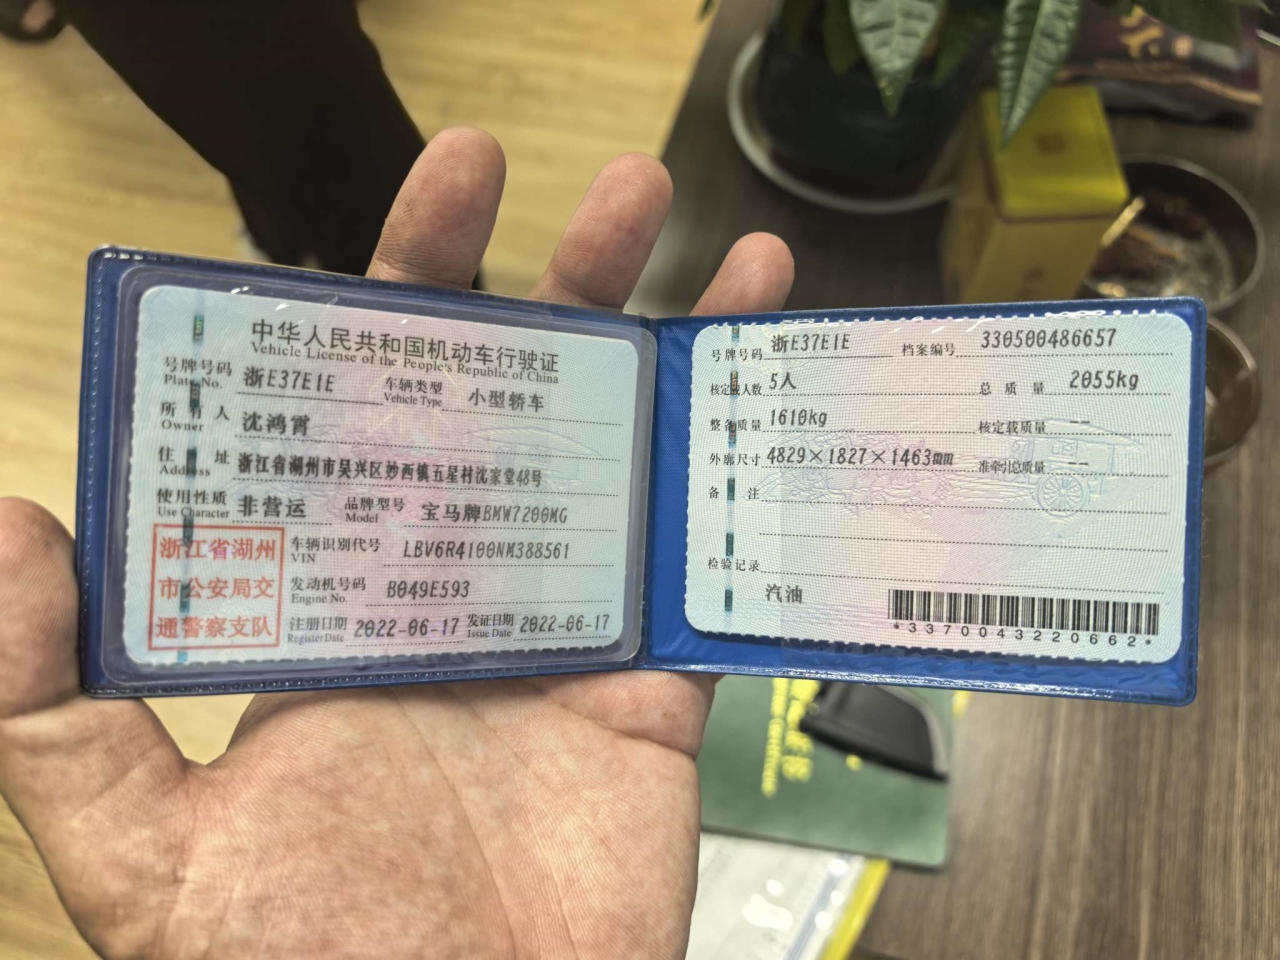 中华人民共和国机动车行驶证
Vehicle License of the People's Republic of China
号牌号码 浙E37E1E 车辆类型 小型轿车
Plate No. Vehicle Type
所有人 沈鸿霄
Owner
住址 浙江省湖州市吴兴区妙西镇五星村沈家堂48号
Address
使用性质 非营运 品牌型号 宝马牌BMW7200MG
Use Character Model
浙江省湖州
市公安局交
通警察支队
车辆识别代号 LBV6R4100NM388561
VIN
发动机号码 B049E593
Engine No.
注册日期 2022-06-17 发证日期 2022-06-17
Register Date Issue Date
号牌号码 浙E37E1E 档案编号 330500486657
核定载人数 5人 总质量 2055kg
整备质量 1610kg 核定载质量 --
外廓尺寸 4829×1827×1463mm 准牵引总质量 --
备注
检验记录
汽油
*3370043220662*